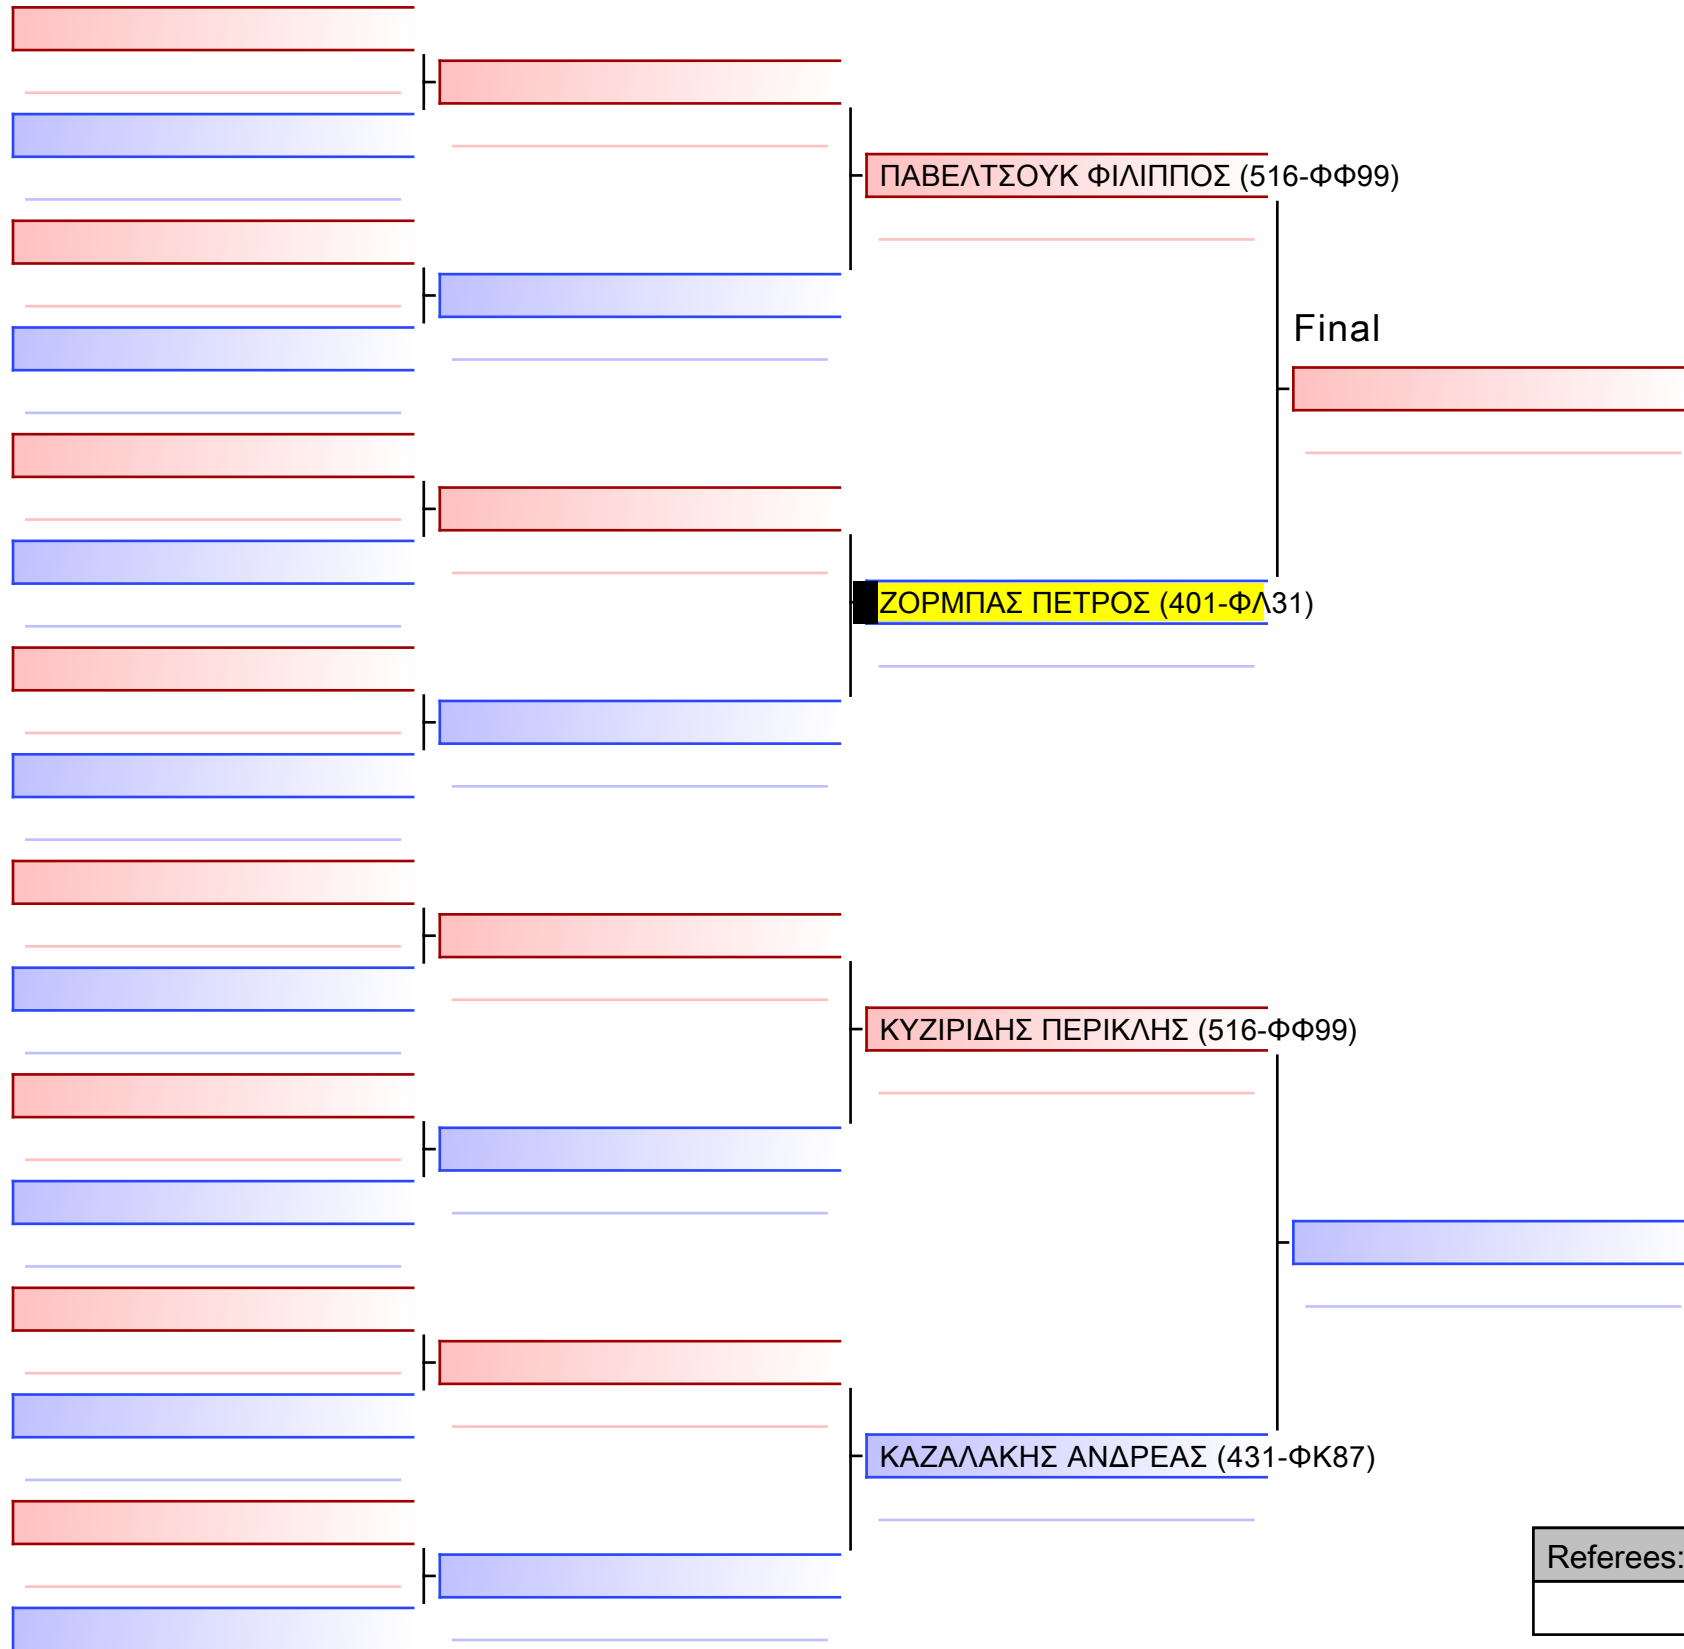 ΠΑΒΕΛΤΣΟΥΚ ΦΙΛΙΠΠΟΣ (516-ΦΦ99)
Final
ΖΟΡΜΠΑΣ ΠΕΤΡΟΣ (401-ΦΛ31)
ΚΥΖΙΡΙΔΗΣ ΠΕΡΙΚΛΗΣ (516-ΦΦ99)
ΚΑΖΑΛΑΚΗΣ ΑΝΔΡΕΑΣ (431-ΦΚ87)
Referees: